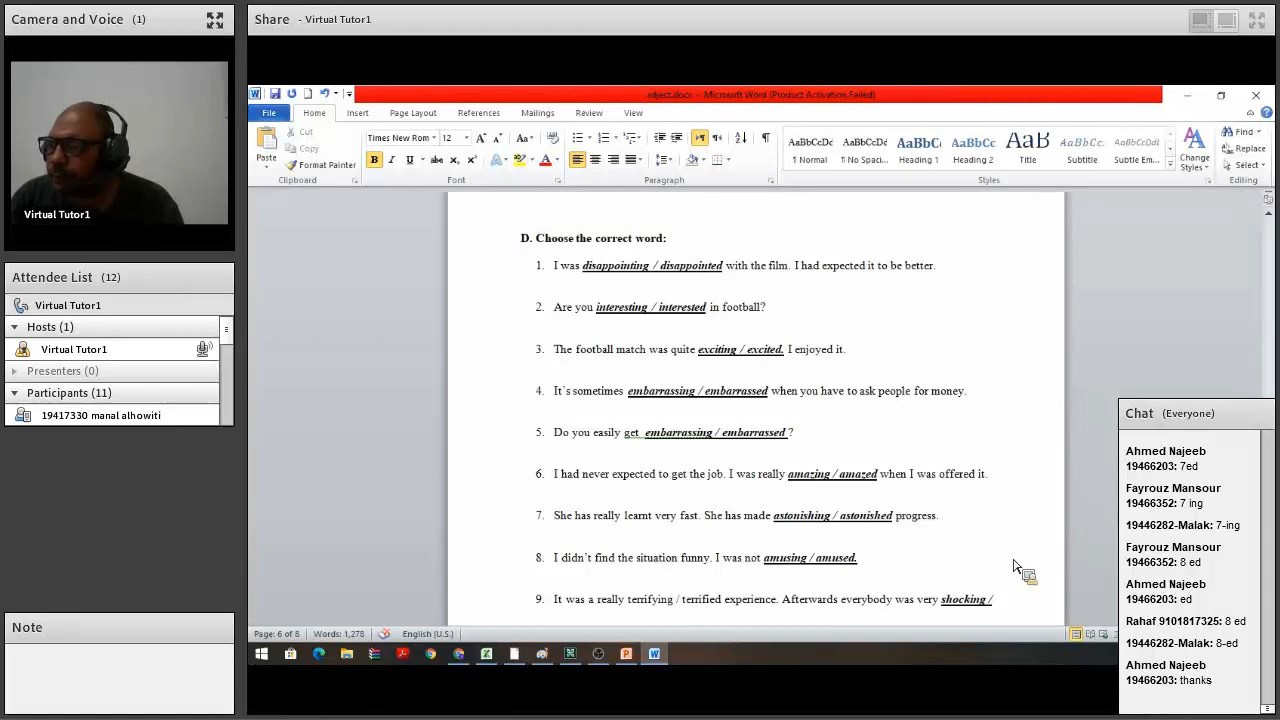 Camera and Voice (1)
Virtual Tutor1
Attendee List (12)
Virtual Tutor1
Hosts (1)
Virtual Tutor1
Presenters (0)
Participants (11)
19417330 manal alhowiti
Note
Share - Virtual Tutor1
adject.docx - Microsoft Word (Product Activation Failed)
File Home Insert Page Layout References Mailings Review View
Paste
Cut
Copy
Format Painter
Clipboard
Times New Rom 12
B I U abc
Font
Paragraph
AaBbCcDc AaBbCcDc AaBbC AaBbCc AaB AaBbCc. AaBbCcDd
¶ Normal ¶ No Spaci... Heading 1 Heading 2 Title Subtitle Subtle Em...
Change Styles
Styles
Find
Replace
Select
Editing
D. Choose the correct word:
1. I was disappointing / disappointed with the film. I had expected it to be better.
2. Are you interesting / interested in football?
3. The football match was quite exciting / excited. I enjoyed it.
4. It’s sometimes embarrassing / embarrassed when you have to ask people for money.
5. Do you easily get embarrassing / embarrassed ?
6. I had never expected to get the job. I was really amazing / amazed when I was offered it.
7. She has really learnt very fast. She has made astonishing / astonished progress.
8. I didn’t find the situation funny. I was not amusing / amused.
9. It was a really terrifying / terrified experience. Afterwards everybody was very shocking /
Page: 6 of 8 Words: 1,278 English (U.S.)
Chat (Everyone)
Ahmed Najeeb
19466203: 7ed
Fayrouz Mansour
19466352: 7 ing
19446282-Malak: 7-ing
Fayrouz Mansour
19466352: 8 ed
Ahmed Najeeb
19466203: ed
Rahaf 9101817325: 8 ed
19446282-Malak: 8-ed
Ahmed Najeeb
19466203: thanks